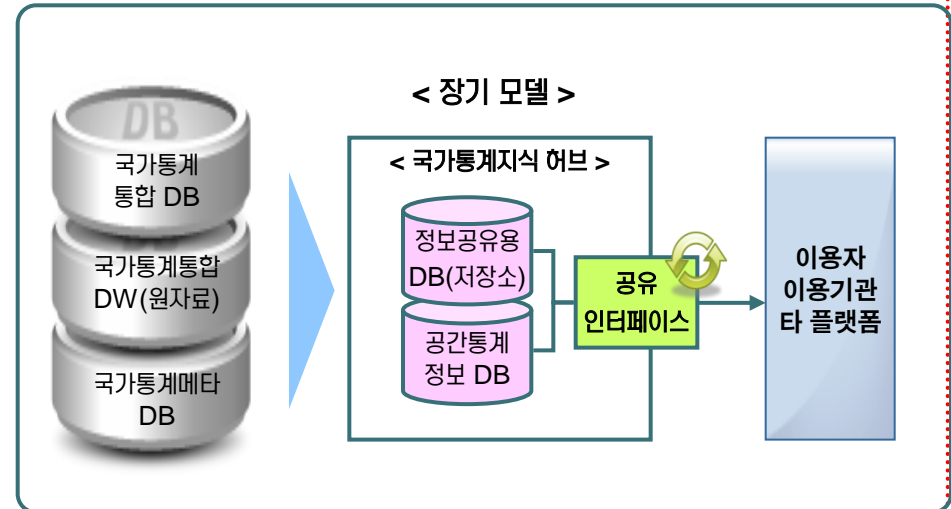 < 장기 모델 >
DB
국가통계
통합 DB
국가통계통합
DW(원자료)
국가통계메타
DB
< 국가통계지식 허브 >
정보공유용
DB(저장소)
공간통계
정보 DB
공유
인터페이스
이용자
이용기관
타 플랫폼